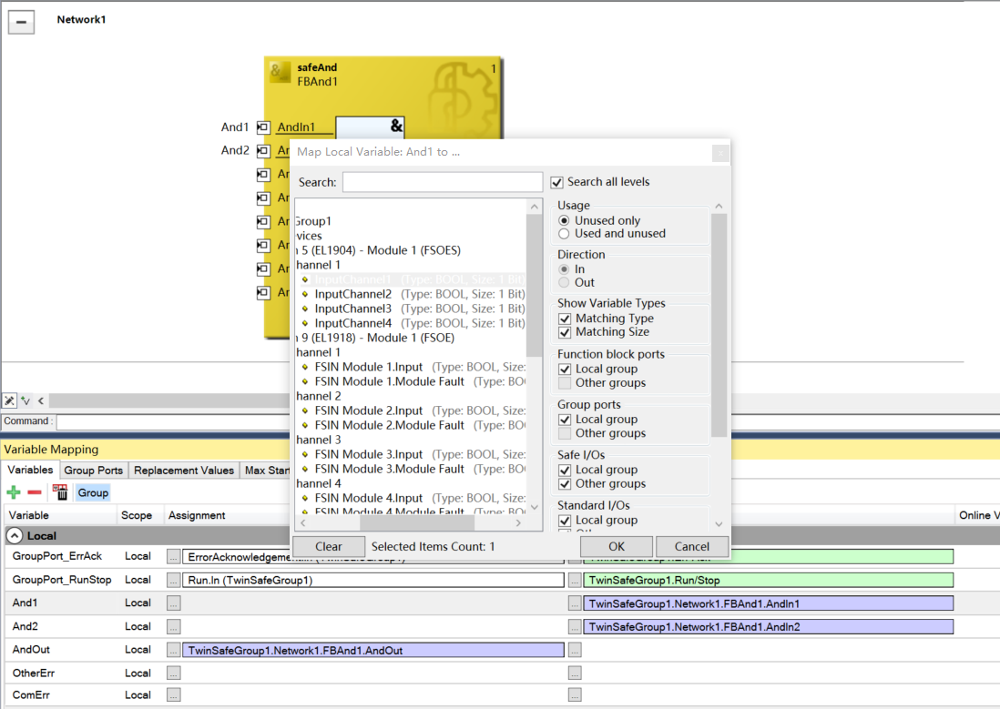 Network1
&
safeAnd
1
FBAnd1
And1
AndIn1
&
And2
An
Map Local Variable: And1 to ...
Search:
Search all levels
An
An
An
An
An
An
Group1
evices
n 5 (EL1904) - Module 1 (FSOES)
hannel 1
InputChannel1 (Type: BOOL, Size: 1 Bit)
InputChannel2 (Type: BOOL, Size: 1 Bit)
InputChannel3 (Type: BOOL, Size: 1 Bit)
InputChannel4 (Type: BOOL, Size: 1 Bit)
n 9 (EL1918) - Module 1 (FSOE)
hannel 1
FSIN Module 1.Input (Type: BOOL, Size:
FSIN Module 1.Module Fault (Type: BO
hannel 2
FSIN Module 2.Input (Type: BOOL, Size:
FSIN Module 2.Module Fault (Type: BO
hannel 3
FSIN Module 3.Input (Type: BOOL, Size:
FSIN Module 3.Module Fault (Type: BO
hannel 4
FSIN Module 4.Input (Type: BOOL, Size:
FSIN Module 4.Module Fault (Type: BO
Usage
Unused only
Used and unused
Direction
In
Out
Show Variable Types
Matching Type
Matching Size
Function block ports
Local group
Other groups
Group ports
Local group
Other groups
Safe I/Os
Local group
Other groups
Standard I/Os
Local group
Clear
Selected Items Count: 1
OK
Cancel
Command :
Variable Mapping
Variables
Group Ports
Replacement Values
Max Start
Group
Variable
Scope
Assignment
Online V
Local
GroupPort_ErrAck
Local
...
ErrorAcknowledgement.In (TwinSafeGroup1)
...
GroupPort_RunStop
Local
...
Run.In (TwinSafeGroup1)
...
TwinSafeGroup1.Run/Stop
And1
Local
...
...
TwinSafeGroup1.Network1.FBAnd1.AndIn1
And2
Local
...
...
TwinSafeGroup1.Network1.FBAnd1.AndIn2
AndOut
Local
...
TwinSafeGroup1.Network1.FBAnd1.AndOut
...
OtherErr
Local
...
...
ComErr
Local
...
...